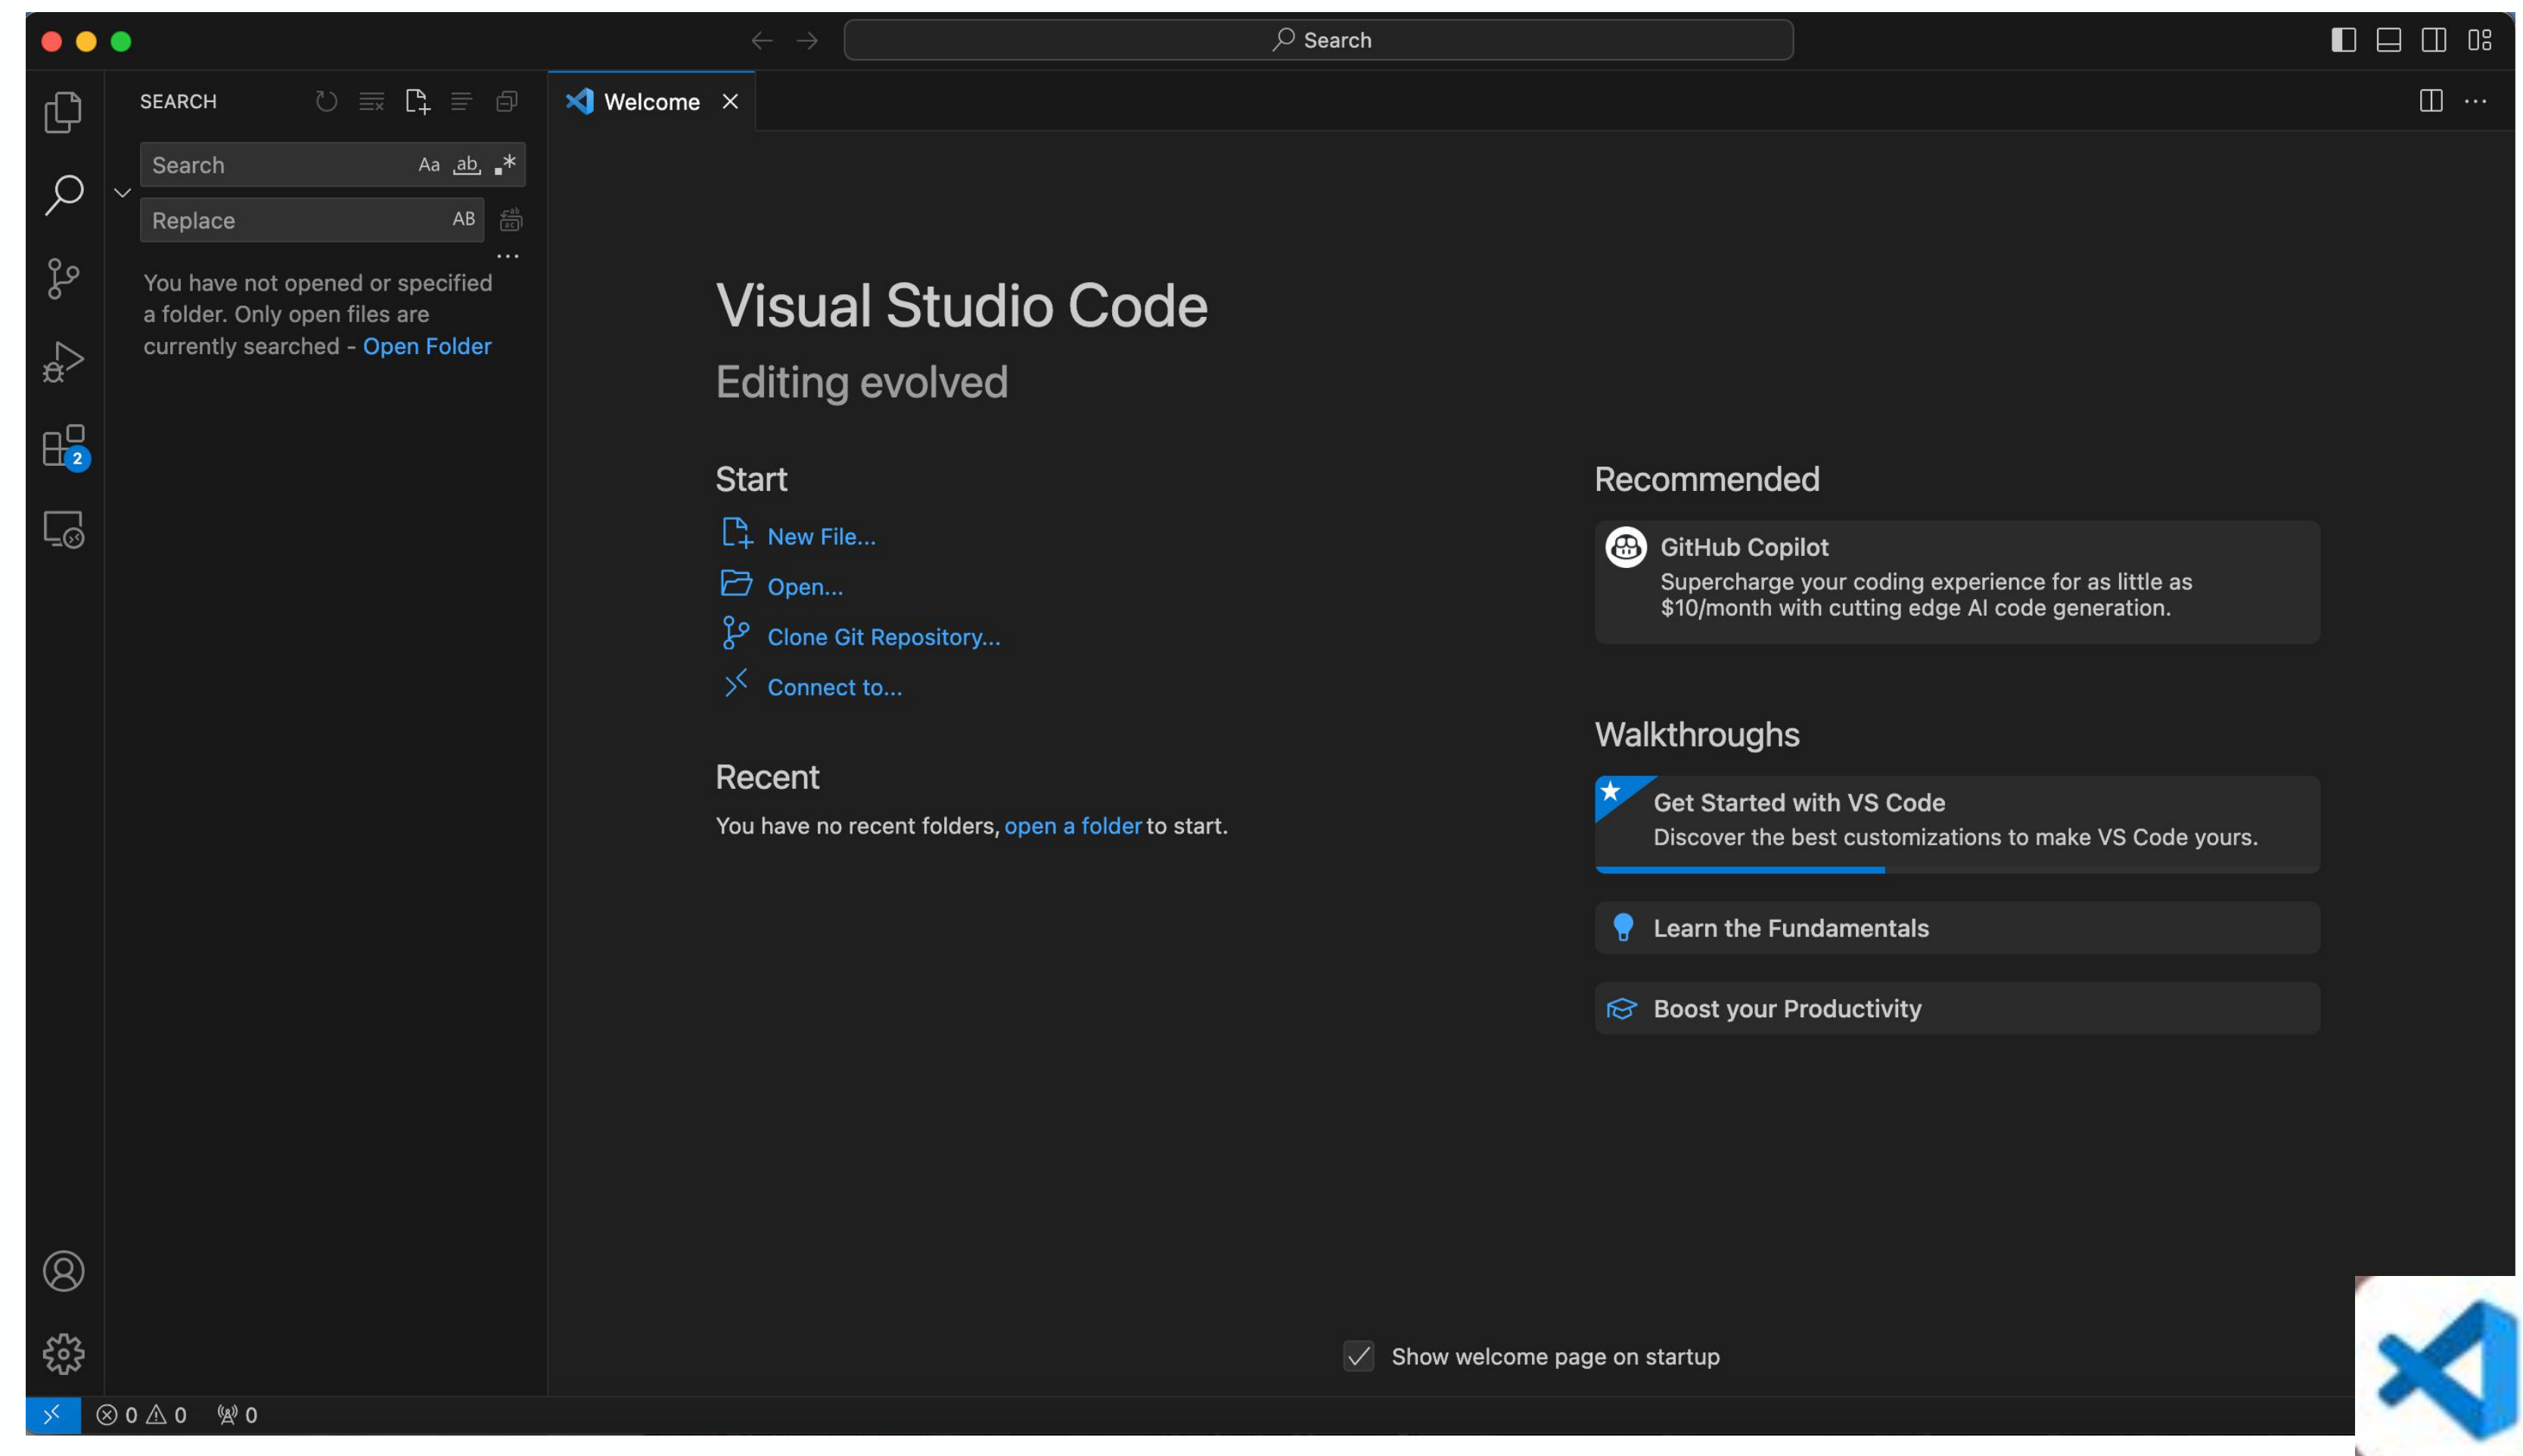 Search
SEARCH
Welcome
Search
Aa ab *
Replace
AB
ab
ac
...
You have not opened or specified
a folder. Only open files are
currently searched - Open Folder
2
Visual Studio Code
Editing evolved
Start
New File...
Open...
Clone Git Repository...
Connect to...
Recent
You have no recent folders, open a folder to start.
Recommended
GitHub Copilot
Supercharge your coding experience for as little as
$10/month with cutting edge AI code generation.
Walkthroughs
Get Started with VS Code
Discover the best customizations to make VS Code yours.
Learn the Fundamentals
Boost your Productivity
Show welcome page on startup
0 0 0